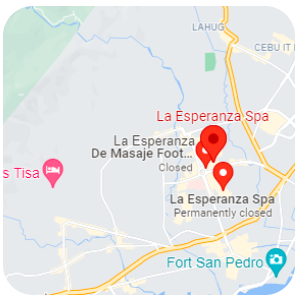 LAHUG
CEBU IT
La Esperanza Spa
La Esperanza
De Masaje Foot...
Closed
s Tisa
La Esperanza Spa
Permanently closed
Fort San Pedro